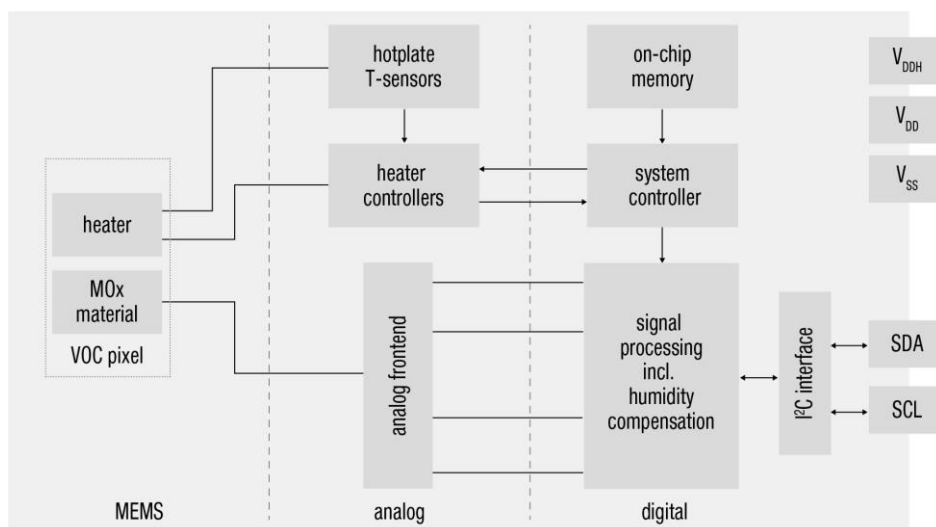 hotplate
T-sensors
on-chip
memory
V_DDH
V_DD
V_SS
heater
controllers
system
controller
heater
MOx
material
VOC pixel
analog frontend
signal
processing
incl.
humidity
compensation
I²C interface
SDA
SCL
MEMS
analog
digital